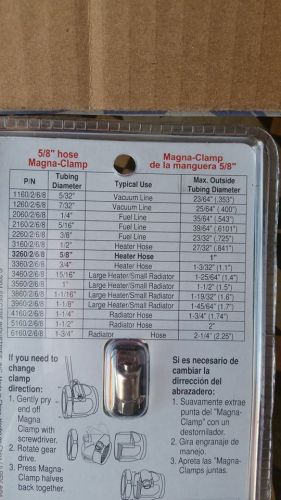 5/8" hose
Magna-Clamp
Magna-Clamp
de la manguera 5/8"
P/N Tubing Diameter Typical Use Max. Outside Tubing Diameter
1160/2/6/8 5/32" Vacuum Line 23/64" (.353")
1260/2/6/8 7/32" Vacuum Line 25/64" (.400")
2060/2/6/8 1/4" Fuel Line 35/64" (.543")
2160/2/6/8 5/16" Fuel Line 39/64" (.6101")
2260/2/6/8 3/8" Fuel Line 23/32" (.725")
3160/2/6/8 1/2" Heater Hose 27/32" (.841")
3260/2/6/8 5/8" Heater Hose 1"
3360/2/6/8 3/4" Heater Hose 1-3/32" (1.11")
3460/2/6/8 15/16" Large Heater/Small Radiator 1-25/64" (1.4")
3560/2/6/8 1" Large Heater/Small Radiator 1-1/2" (1.5")
3860/2/6/8 1-1/16" Large Heater/Small Radiator 1-19/32" (1.6")
3960/2/6/8 1-1/8" Large Heater/Small Radiator 1-45/64" (1.7")
4160/2/6/8 1-1/4" Radiator Hose 1-3/4" (1.74")
5160/2/6/8 1-1/2" Radiator Hose 2"
6160/2/6/8 1-3/4" Radiator Hose 2-1/4" (2.25")
If you need to
change
clamp
direction:
1. Gently pry
end off
Magna
Clamp with
screwdriver.
2. Rotate gear
drive.
3. Press Magna-
Clamp halves
back together.
Si es necesario de
cambiar la
dirrección del
abrazadero:
1. Suavamente extrae
punta del "Magna-
Clamp" con un
destornilador.
2. Gira engranaje de
manejo.
3. Apreta las "Magna-
Clamps juntas.